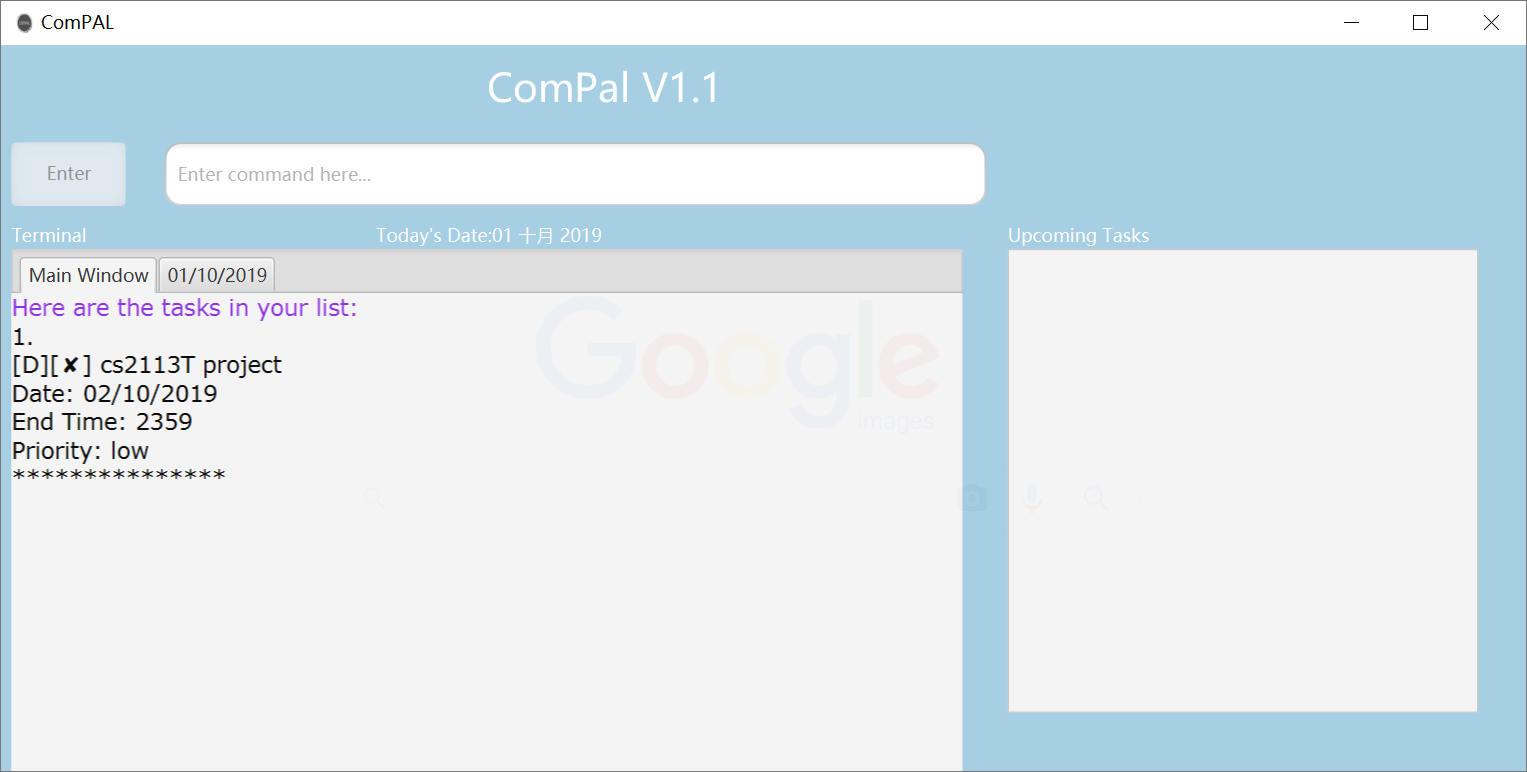 ComPAL
ComPal V1.1
Enter
Enter command here...
Terminal
Today's Date:01 十月 2019
Upcoming Tasks
Main Window
01/10/2019
Here are the tasks in your list:
1.
[D][✘] cs2113T project
Date: 02/10/2019
End Time: 2359
Priority: low
***************
Google
images